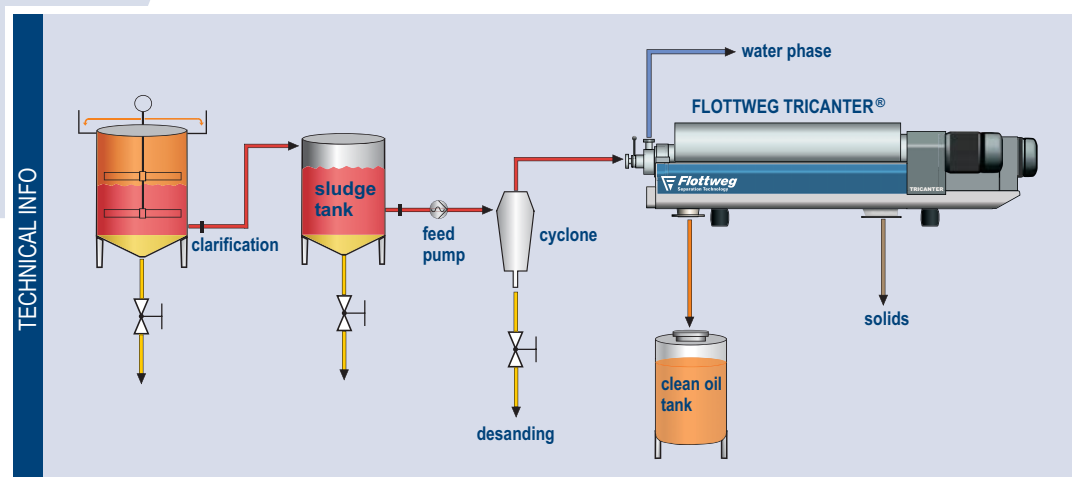 TECHNICAL INFO
water phase
FLOTTWEG TRICANTER®
Flottweg
Separation Technology
TRICANTER
clarification
sludge
tank
feed
pump
cyclone
desanding
clean oil
tank
solids